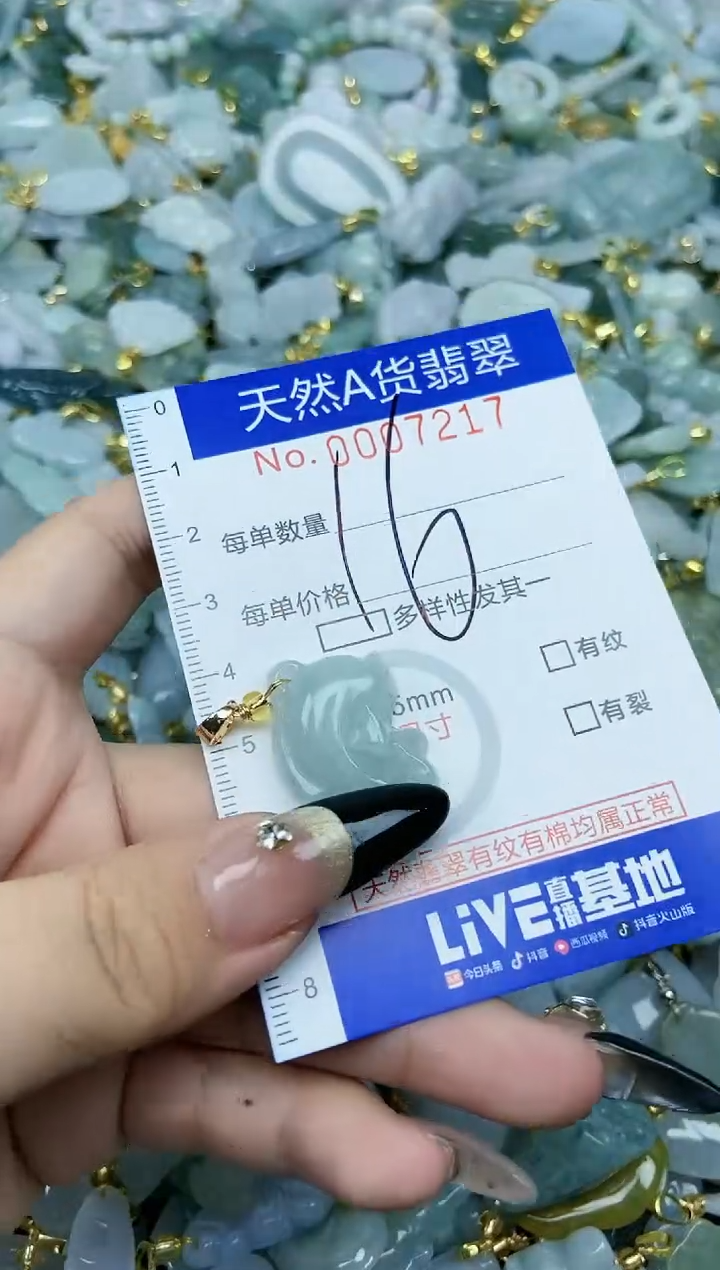 0
天然A货翡翠
No.0007217
1
16
2
每单数量
3
每单价格
多样性发其一
4
有纹
5mm
尺寸
5
有裂
天然翡翠有纹有棉均属正常
LiVE直播基地
今日头条 抖音 西瓜视频 抖音火山版
8